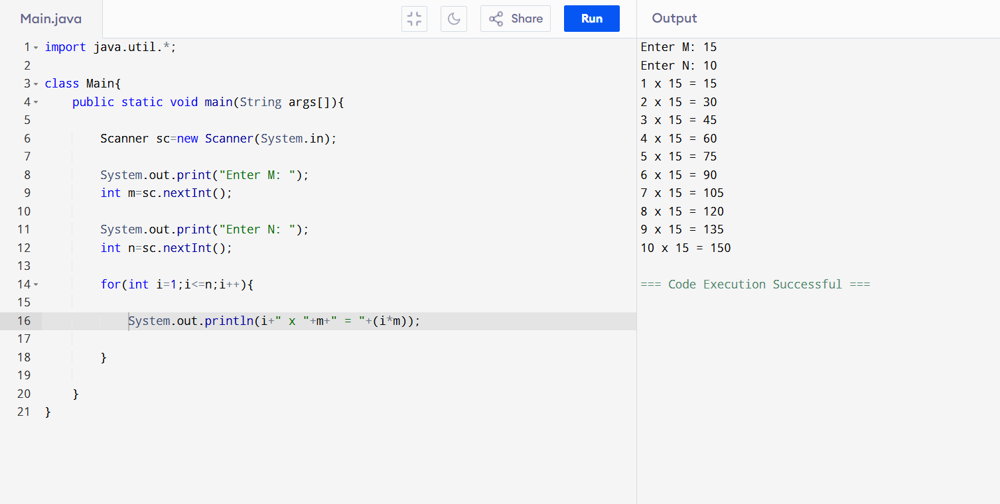 Main.java
Share
Run
Output
1 import java.util.*;
2
3 class Main{
4 public static void main(String args[]){
5
6 Scanner sc=new Scanner(System.in);
7
8 System.out.print("Enter M: ");
9 int m=sc.nextInt();
10
11 System.out.print("Enter N: ");
12 int n=sc.nextInt();
13
14 for(int i=1;i<=n;i++){
15
16 System.out.println(i+" x "+m+" = "+(i*m));
17
18 }
19
20 }
21 }
Enter M: 15
Enter N: 10
1 x 15 = 15
2 x 15 = 30
3 x 15 = 45
4 x 15 = 60
5 x 15 = 75
6 x 15 = 90
7 x 15 = 105
8 x 15 = 120
9 x 15 = 135
10 x 15 = 150
=== Code Execution Successful ===